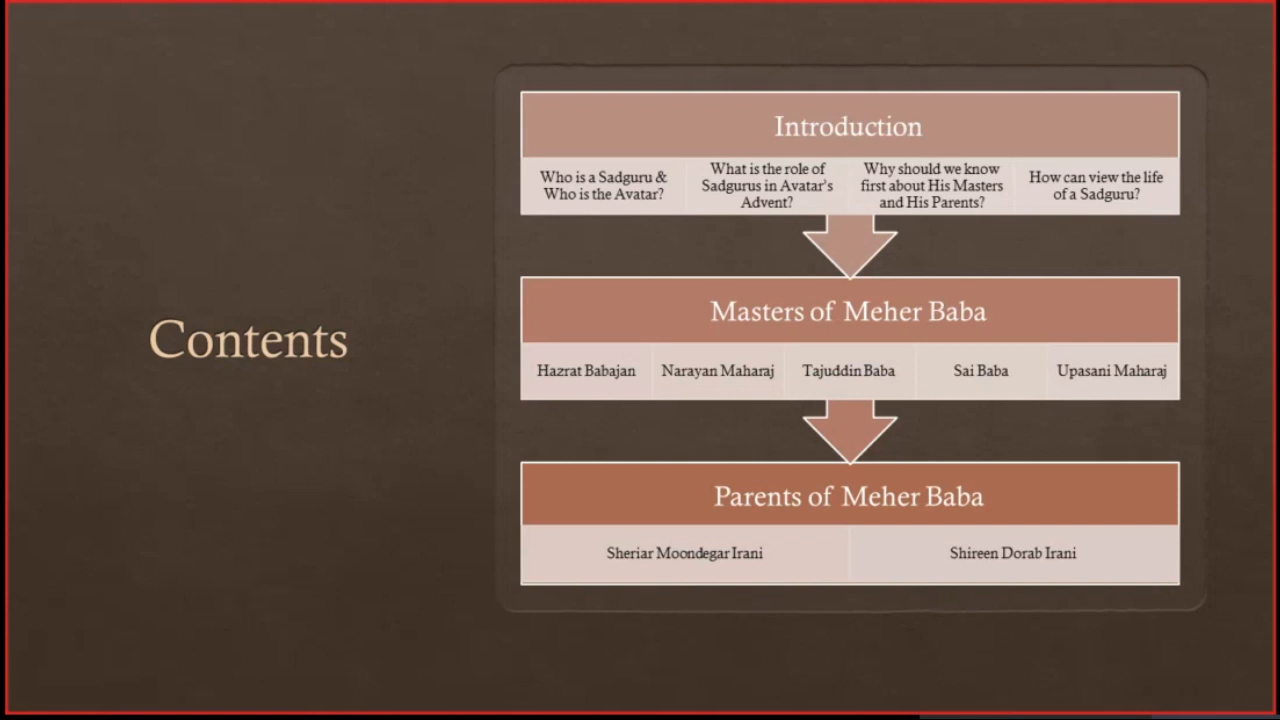 Contents
Introduction
Who is a Sadguru &
Who is the Avatar?
What is the role of
Sadgurus in Avatar's
Advent?
Why should we know
first about His Masters
and His Parents?
How can view the life
of a Sadguru?
Masters of Meher Baba
Hazrat Babajan
Narayan Maharaj
Tajuddin Baba
Sai Baba
Upasani Maharaj
Parents of Meher Baba
Sheriar Moondegar Irani
Shireen Dorab Irani